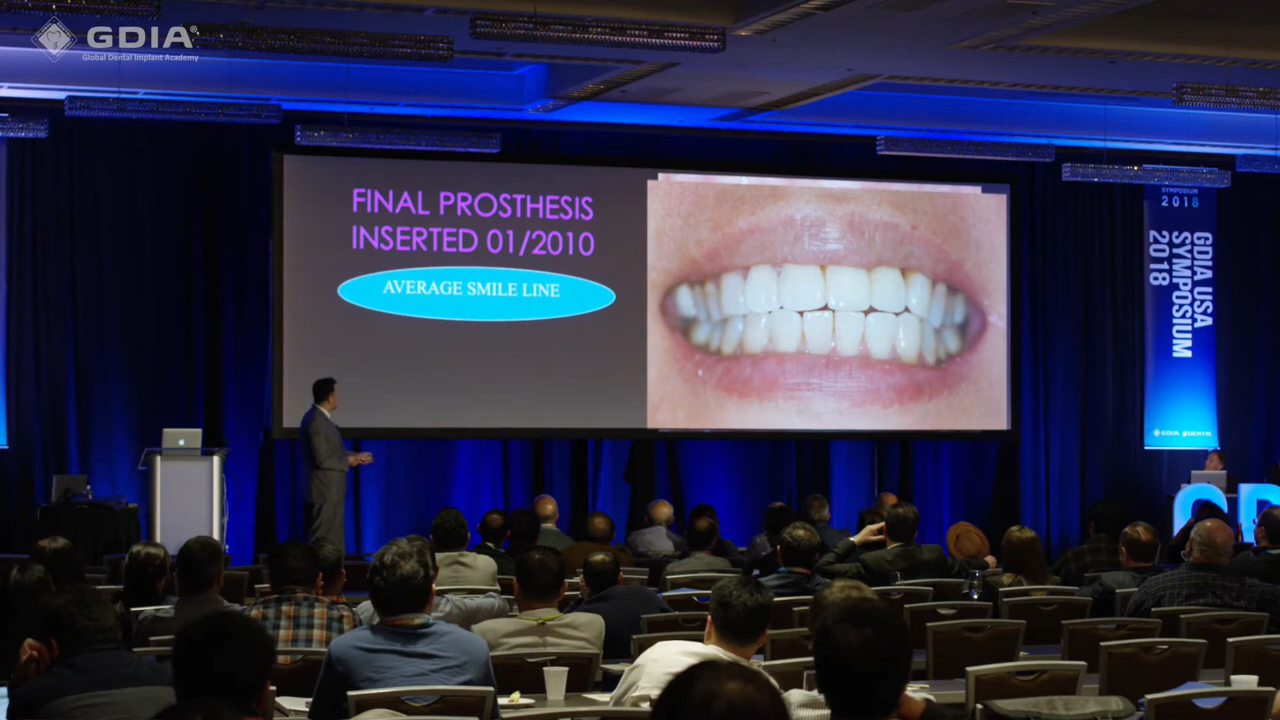 GDIA®
Global Dental Implant Academy
FINAL PROSTHESIS
INSERTED 01/2010
AVERAGE SMILE LINE
SYMPOSIUM
2018
GDIA USA
SYMPOSIUM
2018
GDIA DENTIS